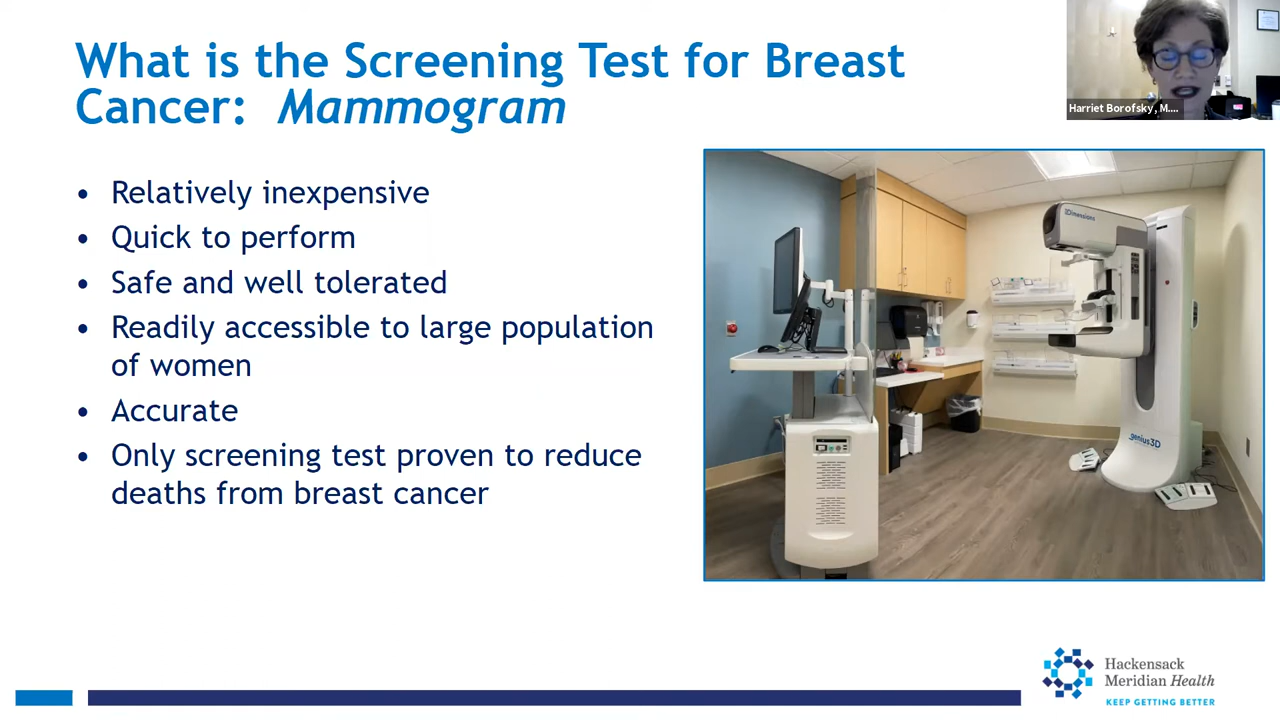 What is the Screening Test for Breast
Cancer: Mammogram
Harriet Borofsky, M....
• Relatively inexpensive
• Quick to perform
• Safe and well tolerated
• Readily accessible to large population
of women
• Accurate
• Only screening test proven to reduce
deaths from breast cancer
3Dimensions
genius3D
Hackensack
Meridian Health
KEEP GETTING BETTER